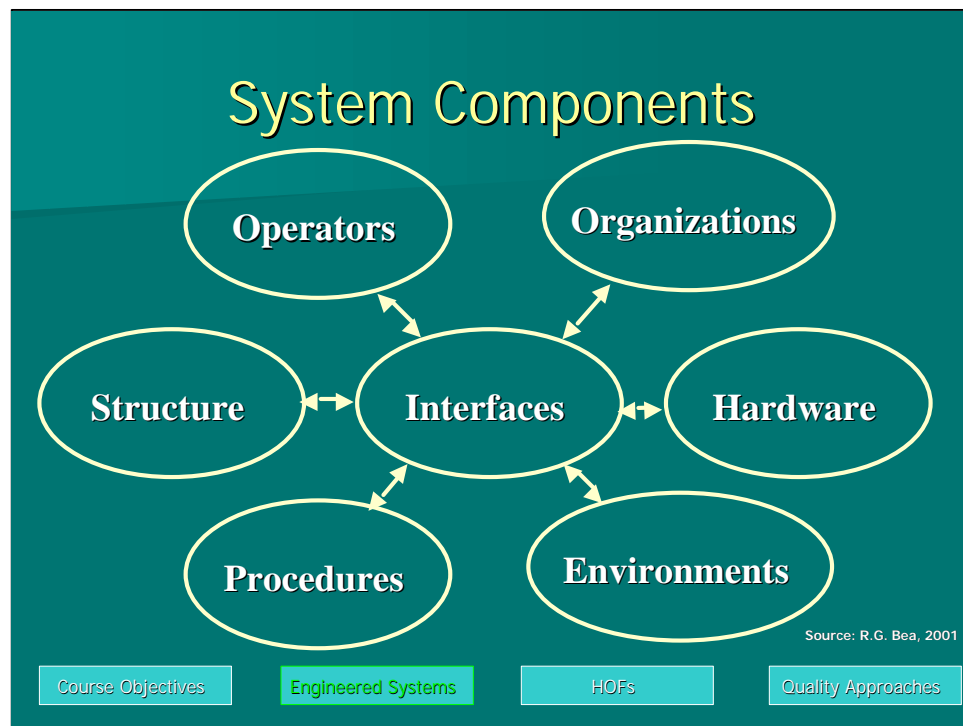 System Components
Operators
Organizations
Structure
Interfaces
Hardware
Procedures
Environments
Source: R.G. Bea, 2001
Course Objectives
Engineered Systems
HOFs
Quality Approaches